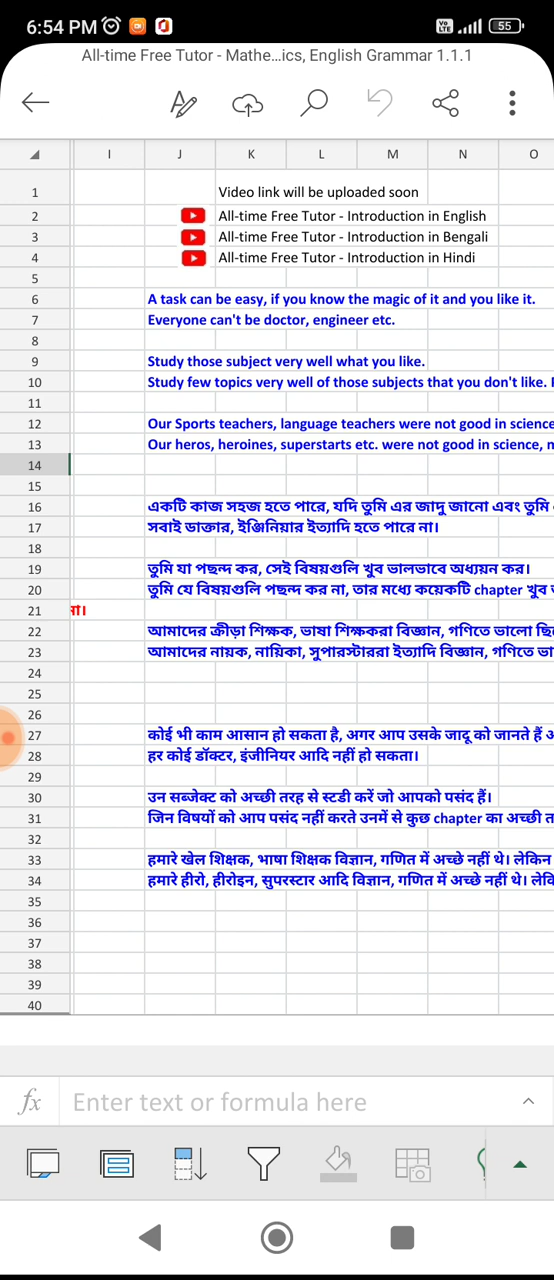 6:54 PM
Vo LTE
55
All-time Free Tutor - Mathe...ics, English Grammar 1.1.1
I J K L M N O
1 Video link will be uploaded soon
2 All-time Free Tutor - Introduction in English
3 All-time Free Tutor - Introduction in Bengali
4 All-time Free Tutor - Introduction in Hindi
5
6 A task can be easy, if you know the magic of it and you like it.
7 Everyone can't be doctor, engineer etc.
8
9 Study those subject very well what you like.
10 Study few topics very well of those subjects that you don't like.
11
12 Our Sports teachers, language teachers were not good in science
13 Our heros, heroines, superstarts etc. were not good in science,
14
15
16 একটি কাজ সহজ হতে পারে, যদি তুমি এর জাদু জানো এবং তুমি
17 সবাই ডাক্তার, ইঞ্জিনিয়ার ইত্যাদি হতে পারে না।
18
19 তুমি যা পছন্দ কর, সেই বিষয়গুলি খুব ভালভাবে অধ্যয়ন কর।
20 তুমি যে বিষয়গুলি পছন্দ কর না, তার মধ্যে কয়েকটি chapter খুব
21
22 আমাদের ক্রীড়া শিক্ষক, ভাষা শিক্ষকরা বিজ্ঞান, গণিতে ভালো
23 আমাদের নায়ক, নায়িকা, সুপারস্টাররা ইত্যাদি বিজ্ঞান, গণিতে
24
25
26
27 कोई भी काम आसान हो सकता है, अगर आप उसके जादू को जानते हैं
28 हर कोई डॉक्टर, इंजीनियर आदि नहीं हो सकता।
29
30 उन सब्जेक्ट को अच्छी तरह से स्टडी करें जो आपको पसंद हैं।
31 जिन विषयों को आप पसंद नहीं करते उनमें से कुछ chapter का अच्छी
32
33 हमारे खेल शिक्षक, भाषा शिक्षक विज्ञान, गणित में अच्छे नहीं थे। लेकिन
34 हमारे हीरो, हीरोइन, सुपरस्टार आदि विज्ञान, गणित में अच्छे नहीं थे।
35
36
37
38
39
40
fx Enter text or formula here